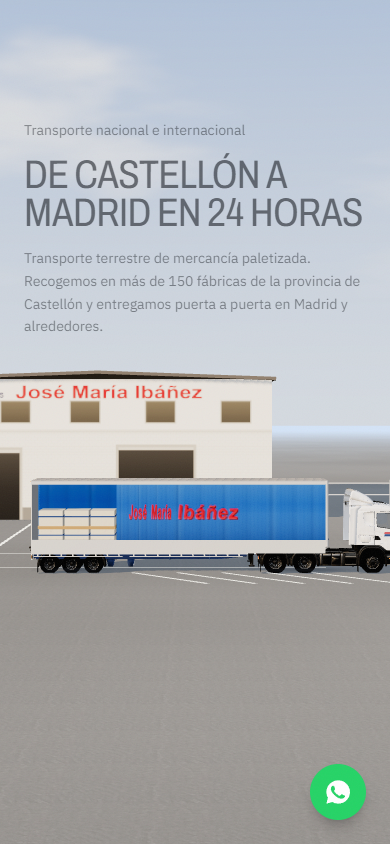 Transporte nacional e internacional
DE CASTELLÓN A
MADRID EN 24 HORAS
Transporte terrestre de mercancía paletizada.
Recogemos en más de 150 fábricas de la provincia de
Castellón y entregamos puerta a puerta en Madrid y
alrededores.
José María Ibáñez
José María Ibáñez